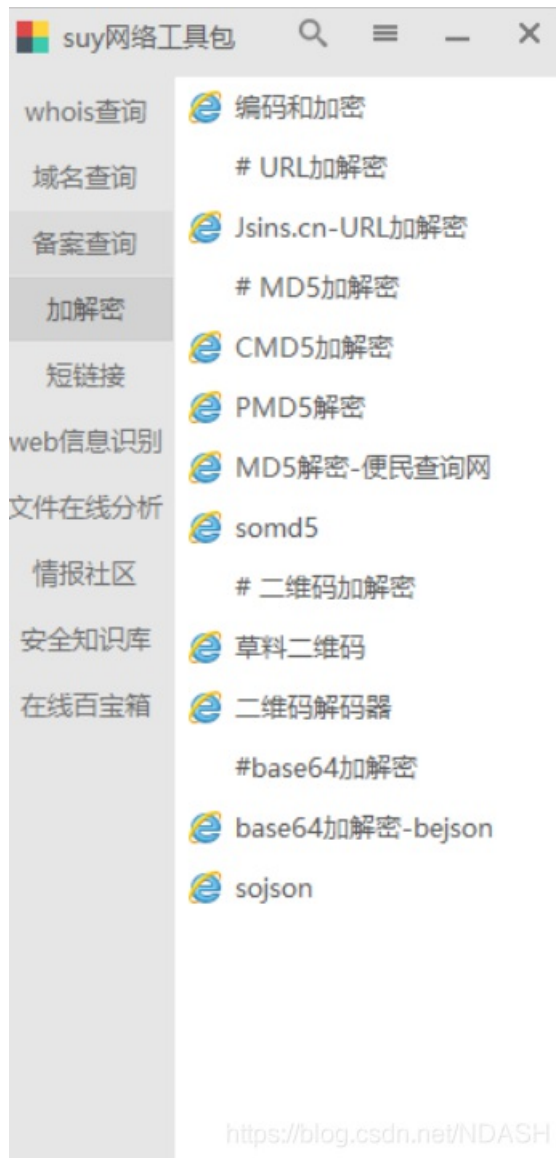 suy网络工具包
whois查询
域名查询
备案查询
加解密
短链接
web信息识别
文件在线分析
情报社区
安全知识库
在线百宝箱
编码和加密
# URL加解密
Jsins.cn-URL加解密
# MD5加解密
CMD5加解密
PMD5解密
MD5解密-便民查询网
somd5
# 二维码加解密
草料二维码
二维码解码器
#base64加解密
base64加解密-bejson
sojson
https://blog.csdn.net/NDASH